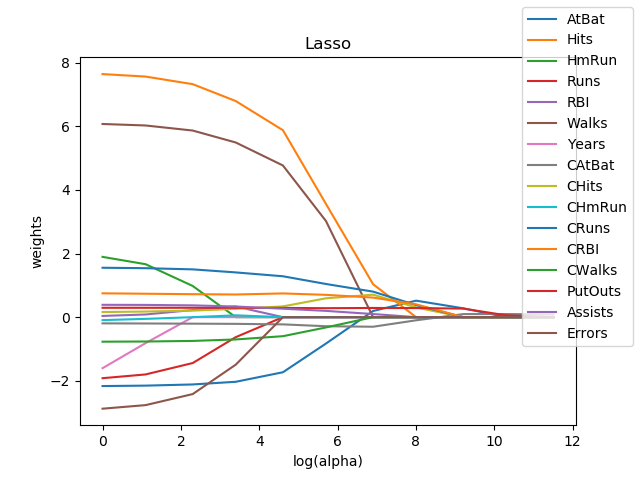 Lasso
8
6
4
2
0
−2
weights
0 2 4 6 8 10 12
log(alpha)
AtBat
Hits
HmRun
Runs
RBI
Walks
Years
CAtBat
CHits
CHmRun
CRuns
CRBI
CWalks
PutOuts
Assists
Errors